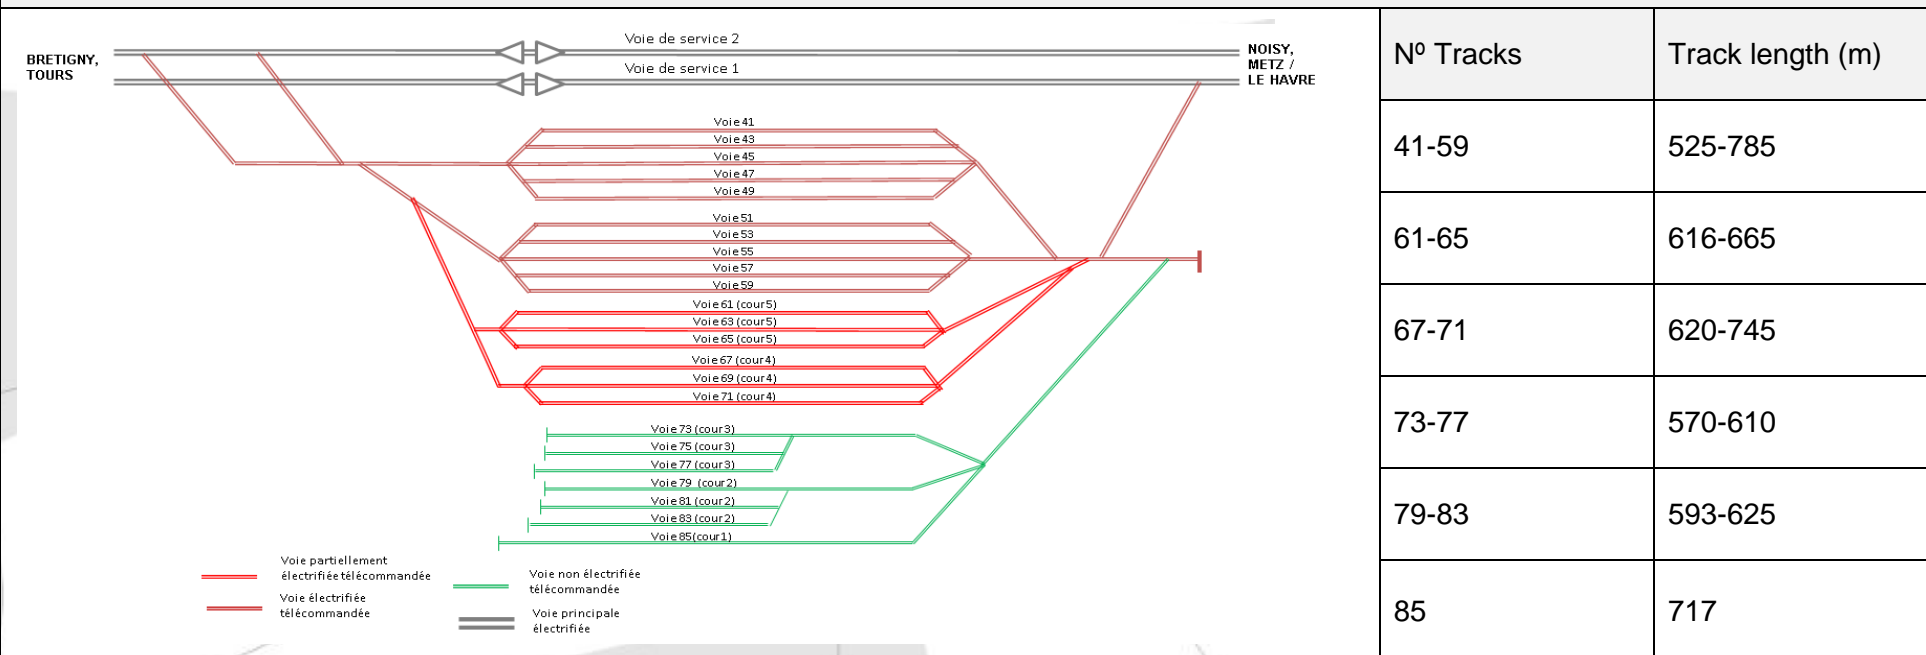 BRETIGNY,
TOURS
Voie de service 2
Voie de service 1
NOISY,
METZ /
LE HAVRE
Voie 41
Voie 43
Voie 45
Voie 47
Voie 49
Voie 51
Voie 53
Voie 55
Voie 57
Voie 59
Voie 61 (cour 5)
Voie 63 (cour 5)
Voie 65 (cour 5)
Voie 67 (cour 4)
Voie 69 (cour 4)
Voie 71 (cour 4)
Voie 73 (cour 3)
Voie 75 (cour 3)
Voie 77 (cour 3)
Voie 79 (cour 2)
Voie 81 (cour 2)
Voie 83 (cour 2)
Voie 85 (cour 1)
Voie partiellement
électrifiée télécommandée
Voie électrifiée
télécommandée
Voie non électrifiée
télécommandée
Voie principale
électrifiée
Nº Tracks Track length (m)
41-59 525-785
61-65 616-665
67-71 620-745
73-77 570-610
79-83 593-625
85 717